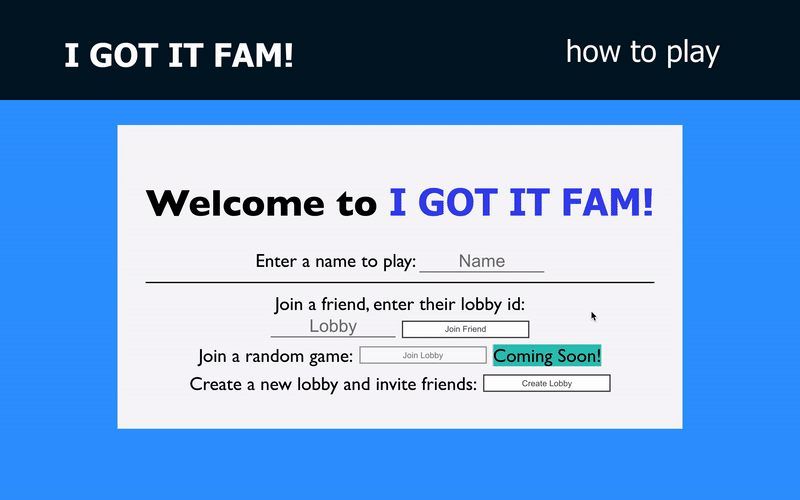 I GOT IT FAM!
how to play
Welcome to I GOT IT FAM!
Enter a name to play: Name
Join a friend, enter their lobby id:
Lobby Join Friend
Join a random game: Join Lobby Coming Soon!
Create a new lobby and invite friends: Create Lobby